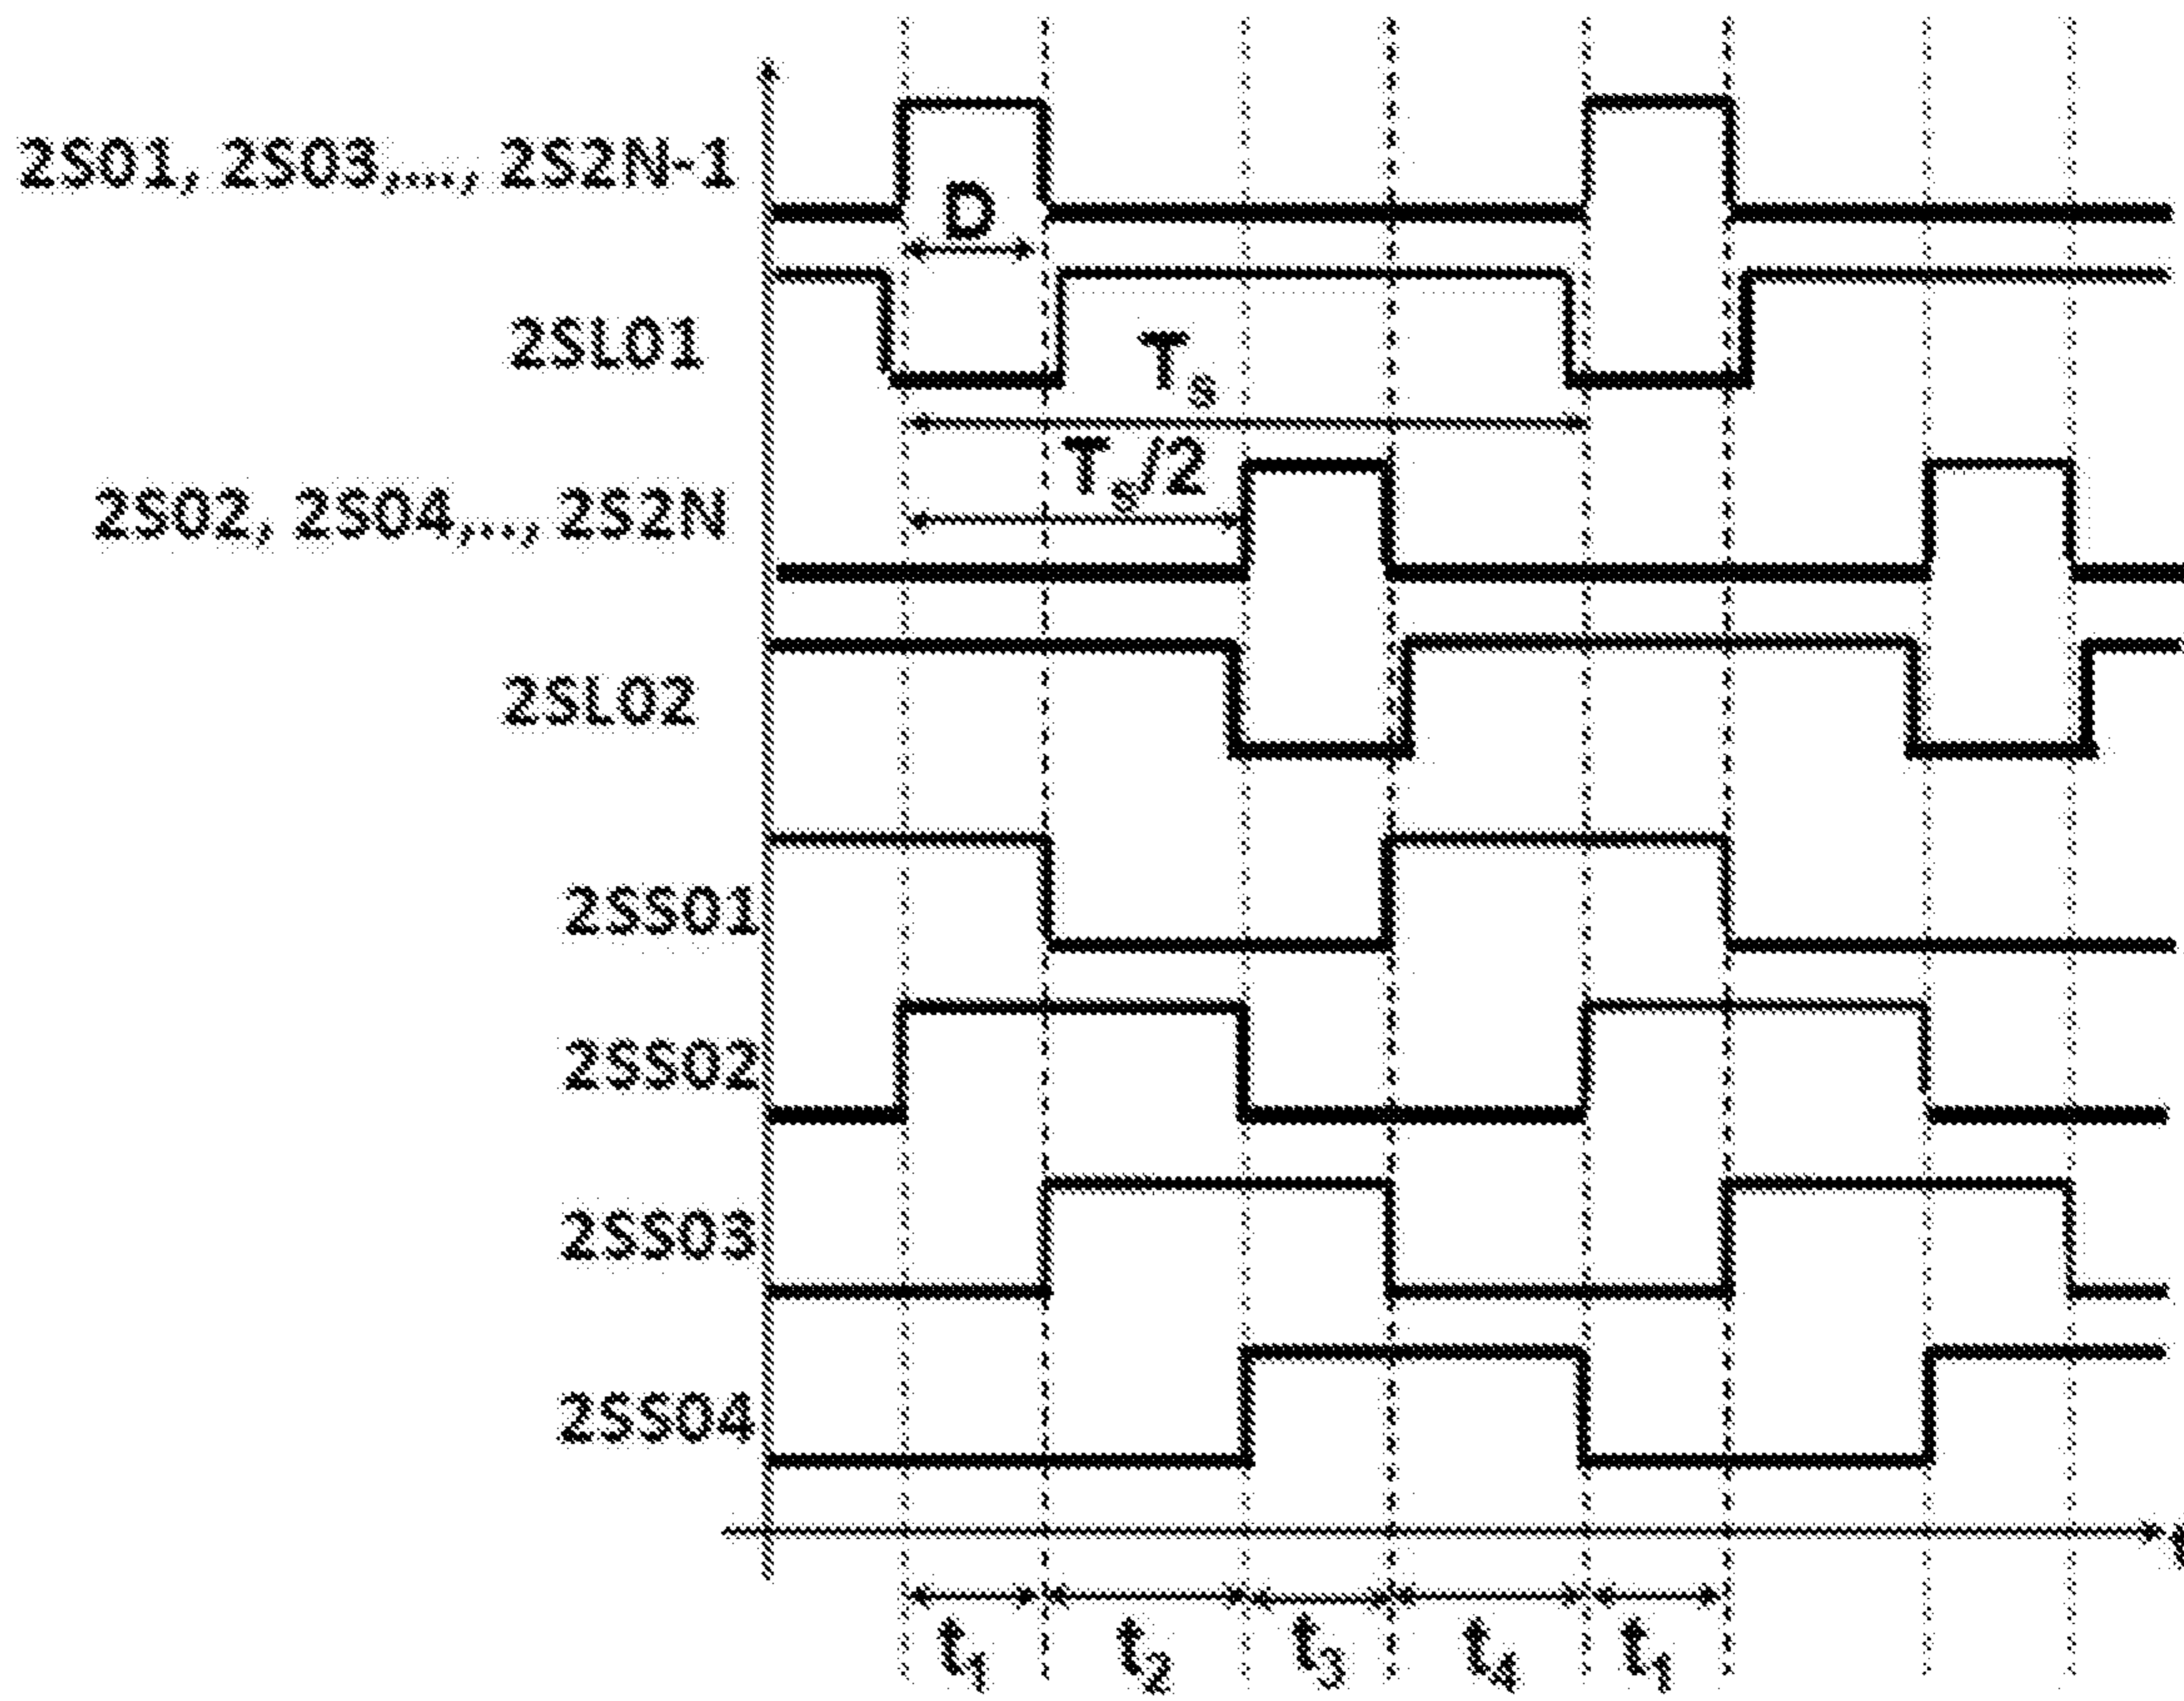 2S01, 2S03,..., 2S2N-1
D
2SL01
Ts
Ts/2
2S02, 2S04,..., 2S2N
2SL02
2SS01
2SS02
2SS03
2SS04
t1 t2 t3 t4 t1